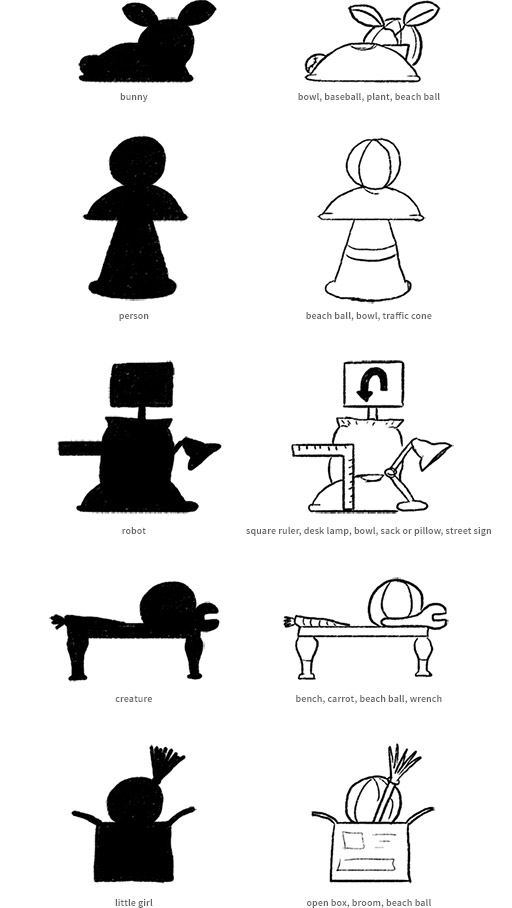 bunny
bowl, baseball, plant, beach ball
person
beach ball, bowl, traffic cone
robot
square ruler, desk lamp, bowl, sack or pillow, street sign
creature
bench, carrot, beach ball, wrench
little girl
open box, broom, beach ball